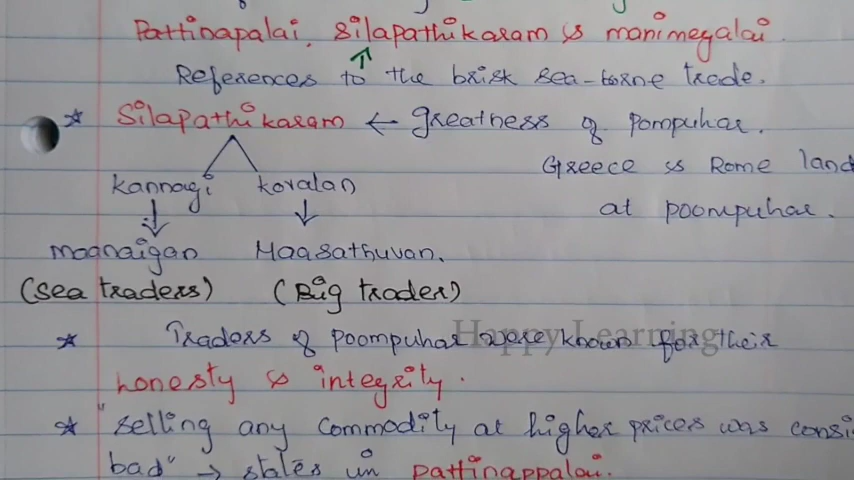 Pattinapalai, Silapathikaram & manimegalai.
References to the brisk sea-borne trade.
* Silapathikaram ← greatness of Pompuhar.
Greece & Rome land
at poompuhar.
kannagi kovalan
maanaigan Maasathuvan.
(sea traders) (Big trader)
* Traders of poompuhar were known for their
honesty & integrity.
Happy Learning
* "selling any commodity at higher prices was consi
bad" → states in pattinappalai.